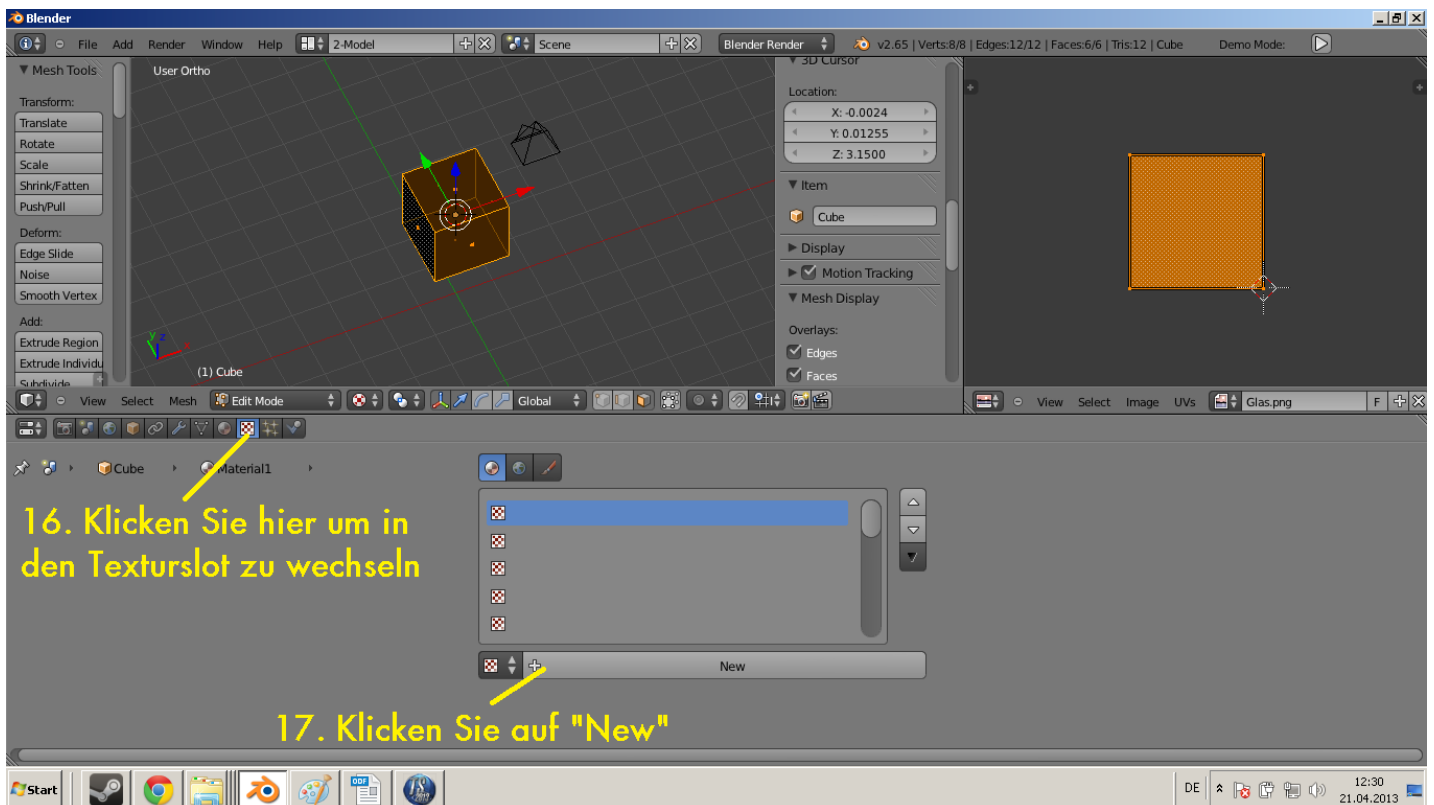 Blender
File Add Render Window Help 2-Model Scene Blender Render v2.65 | Verts:8/8 | Edges:12/12 | Faces:6/6 | Tris:12 | Cube Demo Mode:
Mesh Tools
Transform:
Translate
Rotate
Scale
Shrink/Fatten
Push/Pull
Deform:
Edge Slide
Noise
Smooth Vertex
Add:
Extrude Region
Extrude Individu
Subdivide
User Ortho
y z x
(1) Cube
3D Cursor
Location:
X: -0.0024
Y: 0.01255
Z: 3.1500
Item
Cube
Display
Motion Tracking
Mesh Display
Overlays:
Edges
Faces
View Select Mesh Edit Mode Global
View Select Image UVs Glas.png F
Cube Material1
16. Klicken Sie hier um in
den Texturslot zu wechseln
New
17. Klicken Sie auf "New"
Start
ODF
DE
12:30
21.04.2013